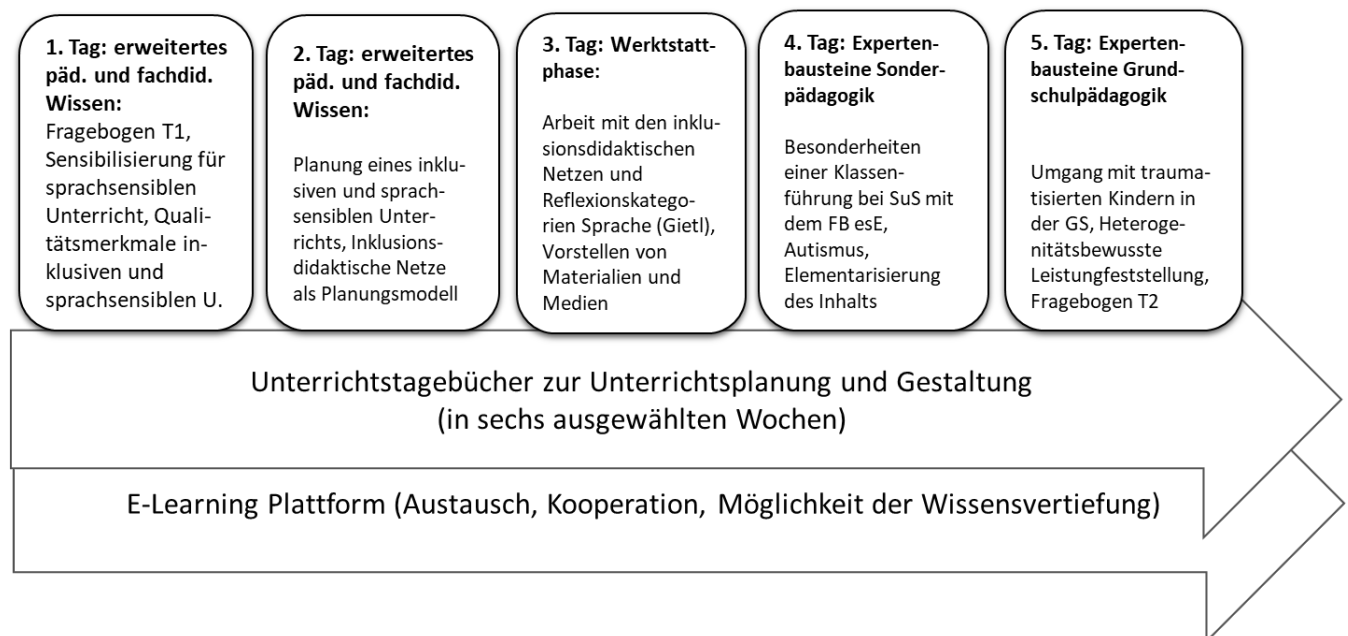 1. Tag: erweitertes
päd. und fachdid.
Wissen:
Fragebogen T1,
Sensibilisierung für
sprachsensiblen
Unterricht, Quali-
tätsmerkmale in-
klusiven und
sprachsensiblen U.
2. Tag: erweitertes
päd. und fachdid.
Wissen:
Planung eines inklu-
siven und sprach-
sensiblen Unter-
richts, Inklusions-
didaktische Netze
als Planungsmodell
3. Tag: Werktstatt-
phase:
Arbeit mit den inklu-
sionsdidaktischen
Netzen und
Reflexionskatego-
rien Sprache (Gietl),
Vorstellen von
Materialien und
Medien
4. Tag: Experten-
bausteine Sonder-
pädagogik
Besonderheiten
einer Klassen-
führung bei SuS mit
dem FB esE,
Autismus,
Elementarisierung
des Inhalts
5. Tag: Experten-
bausteine Grund-
schulpädagogik
Umgang mit trauma-
tisierten Kindern in
der GS, Heteroge-
nitätsbewusste
Leistungfeststellung,
Fragebogen T2
Unterrichtstagebücher zur Unterrichtsplanung und Gestaltung
(in sechs ausgewählten Wochen)
E-Learning Plattform (Austausch, Kooperation, Möglichkeit der Wissensvertiefung)